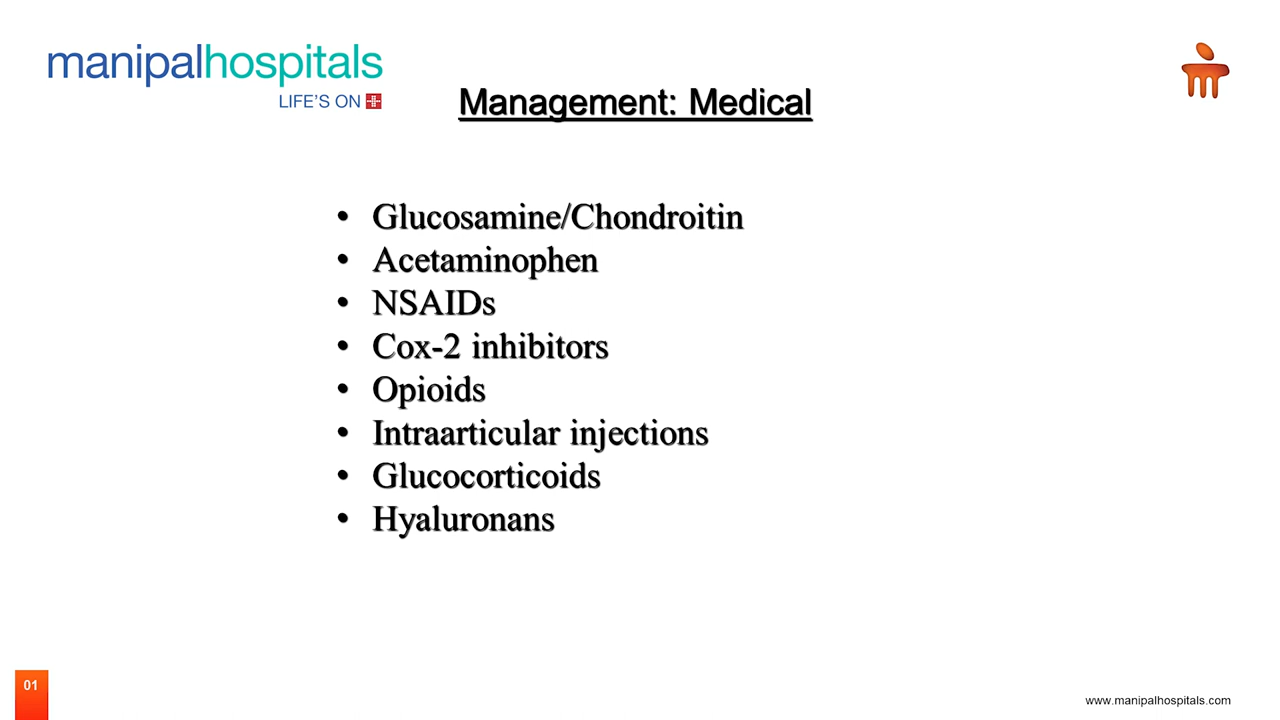 manipalhospitals
LIFE'S ON
Management: Medical
• Glucosamine/Chondroitin
• Acetaminophen
• NSAIDs
• Cox-2 inhibitors
• Opioids
• Intraarticular injections
• Glucocorticoids
• Hyaluronans
01
www.manipalhospitals.com